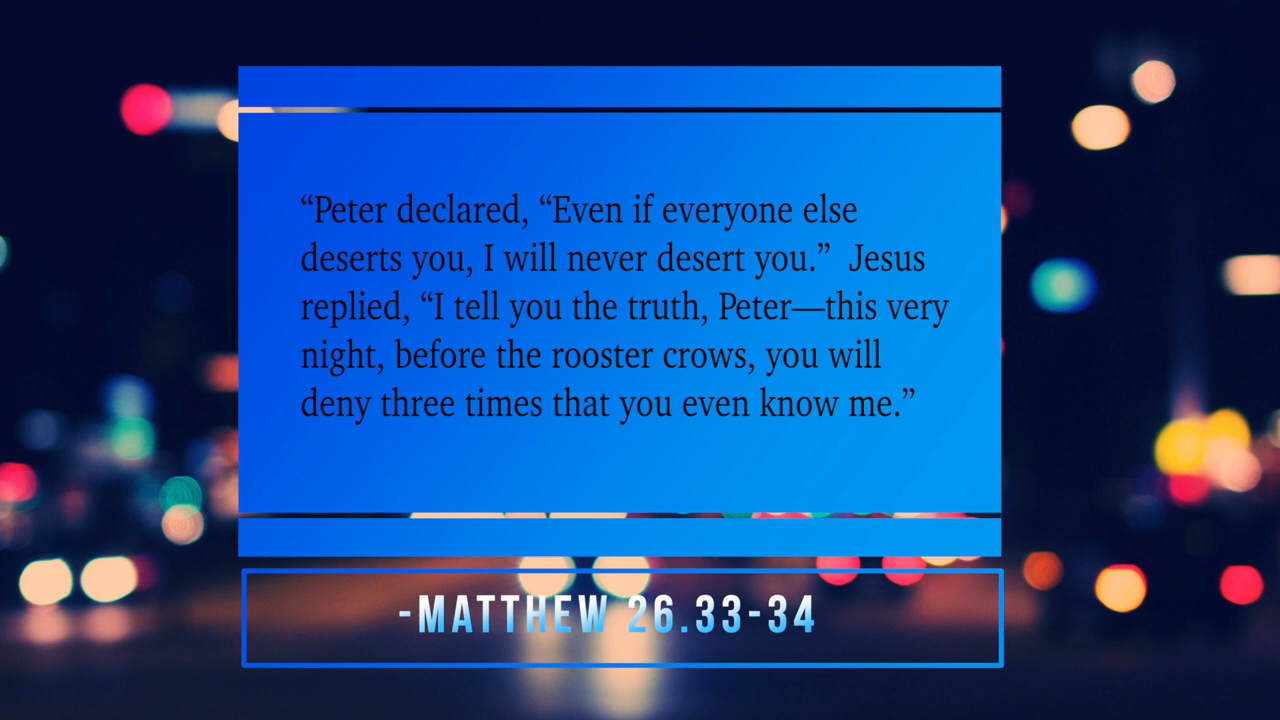 “Peter declared, “Even if everyone else
deserts you, I will never desert you.”  Jesus
replied, “I tell you the truth, Peter—this very
night, before the rooster crows, you will
deny three times that you even know me.”
-MATTHEW 26.33-34